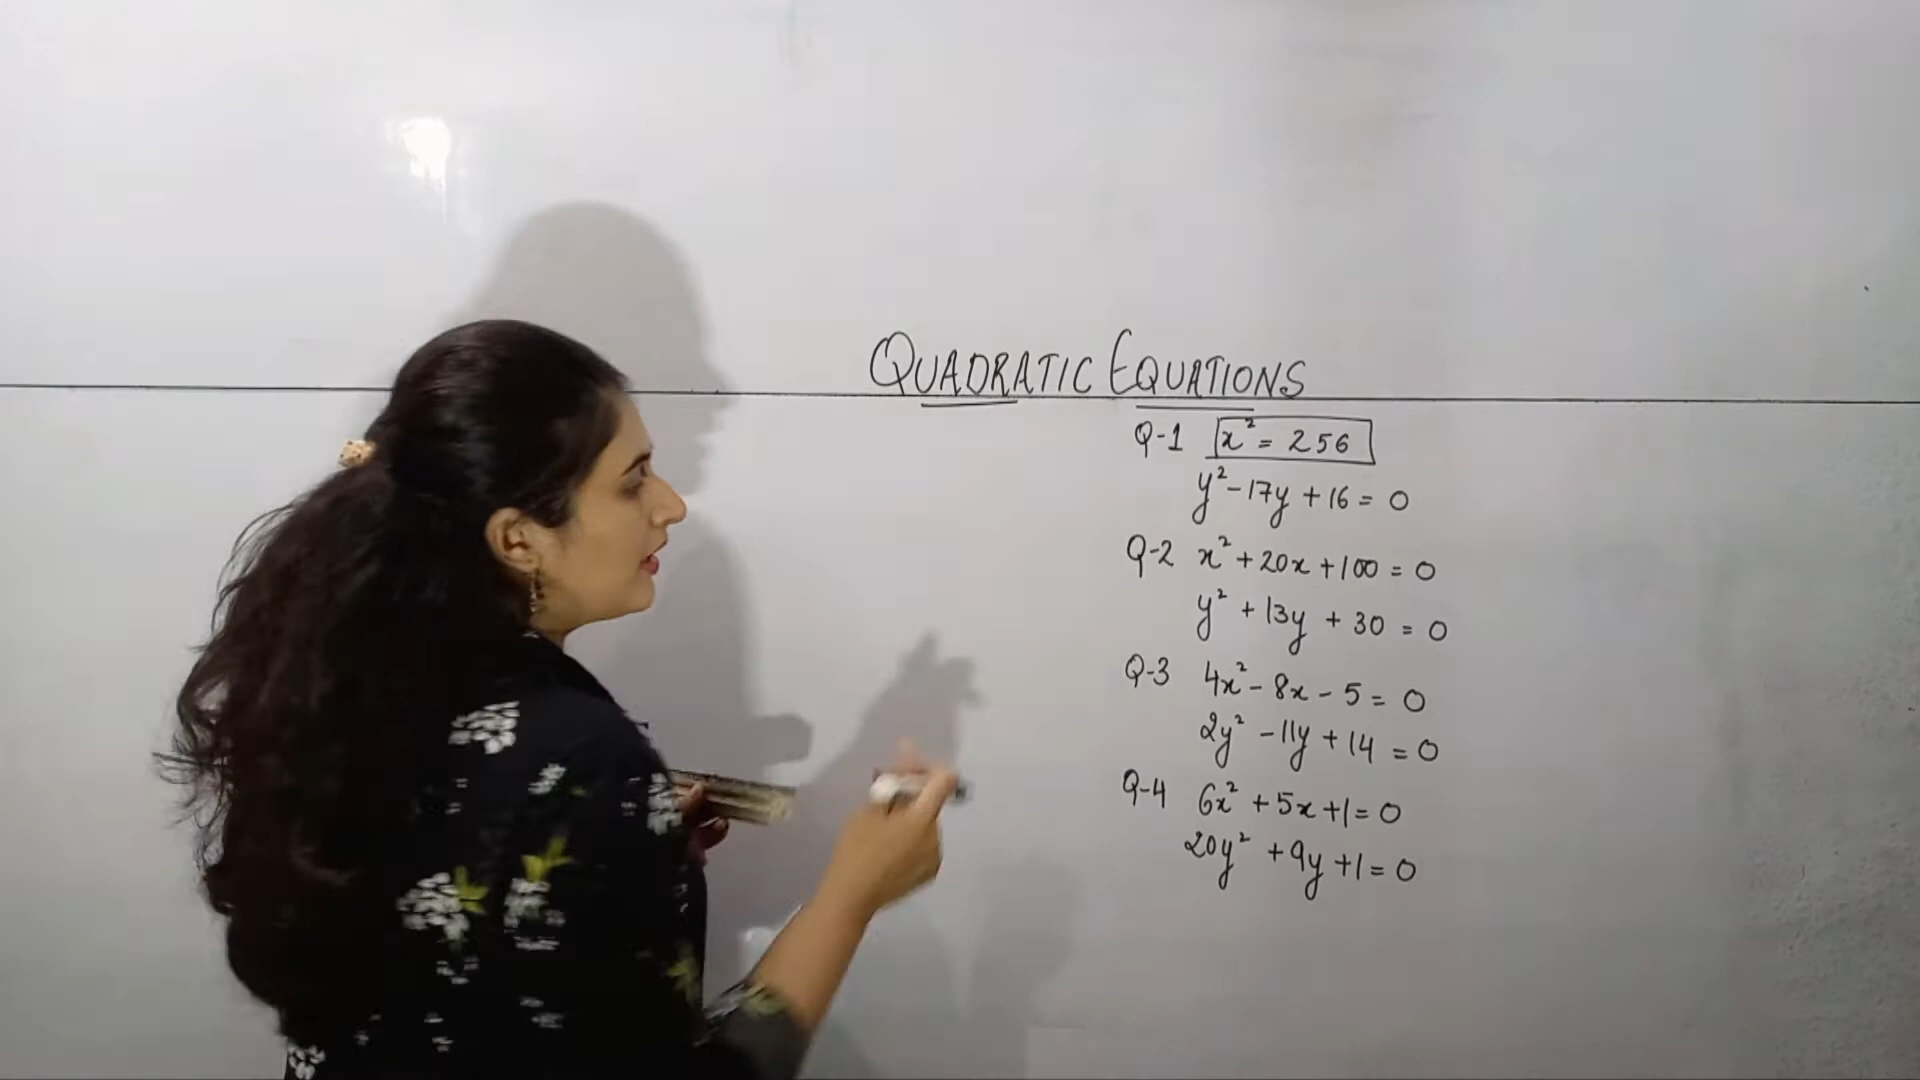 QUADRATIC EQUATIONS
Q-1 x² = 256
y² - 17y + 16 = 0
Q-2 x² + 20x + 100 = 0
y² + 13y + 30 = 0
Q-3 4x² - 8x - 5 = 0
2y² - 11y + 14 = 0
Q-4 6x² + 5x + 1 = 0
20y² + 9y + 1 = 0